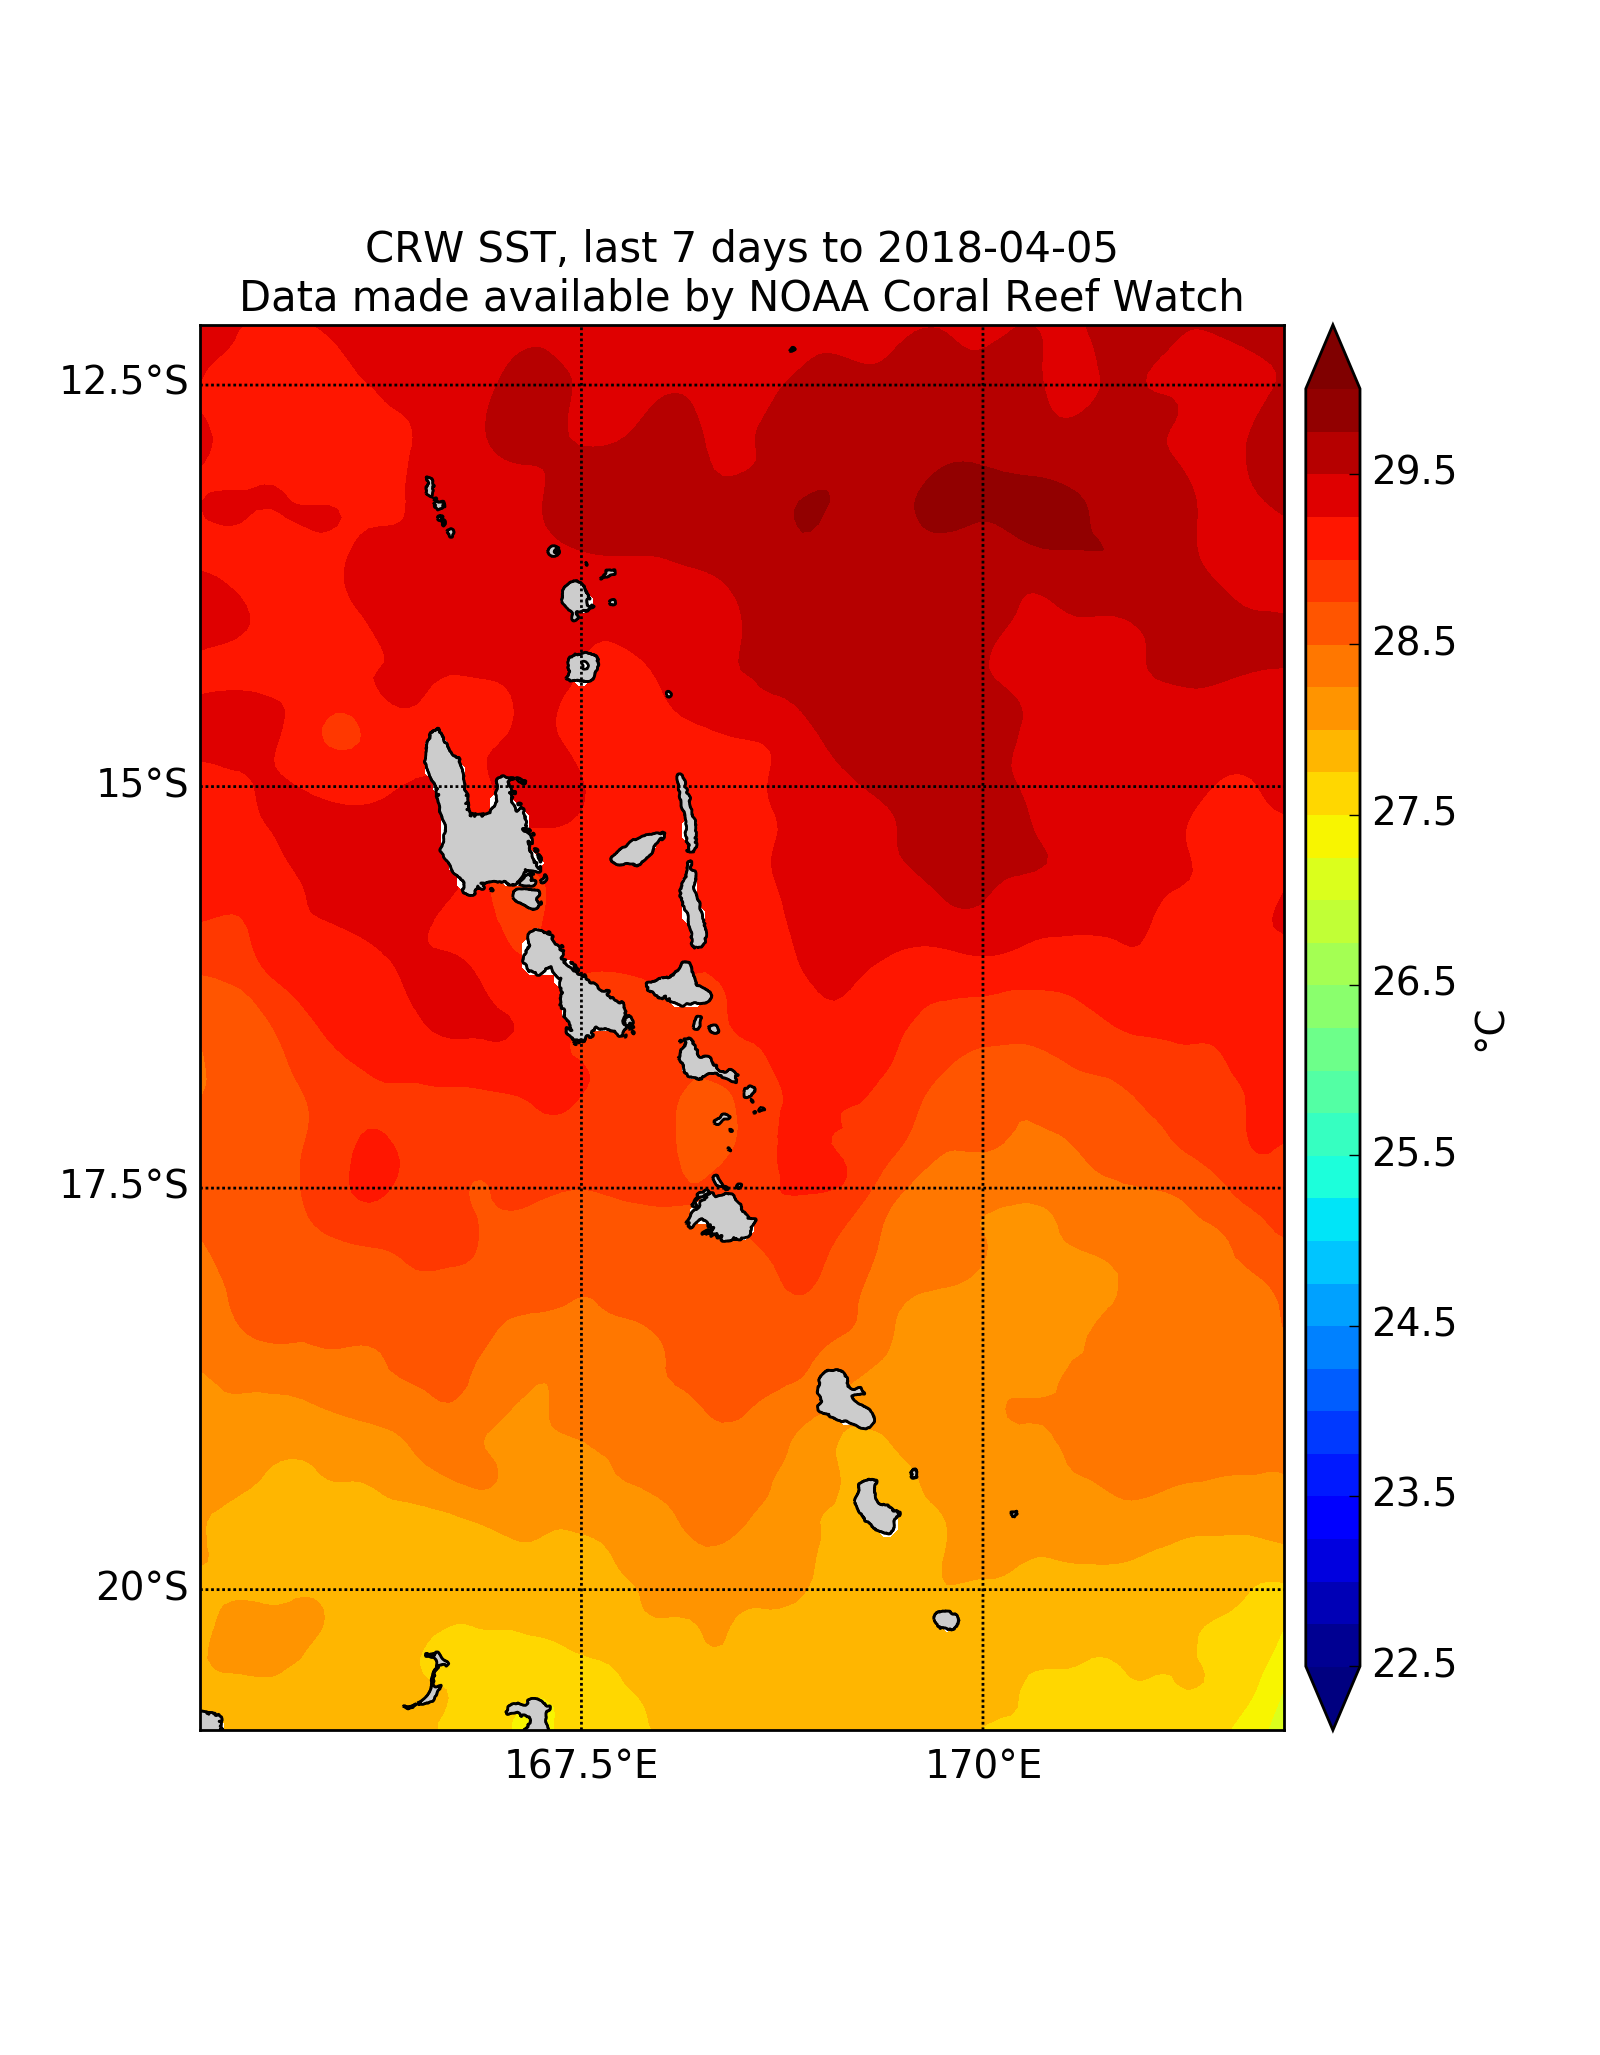 CRW SST, last 7 days to 2018-04-05
Data made available by NOAA Coral Reef Watch
12.5°S
15°S
17.5°S
20°S
167.5°E
170°E
29.5
28.5
27.5
26.5
25.5
24.5
23.5
22.5
°C